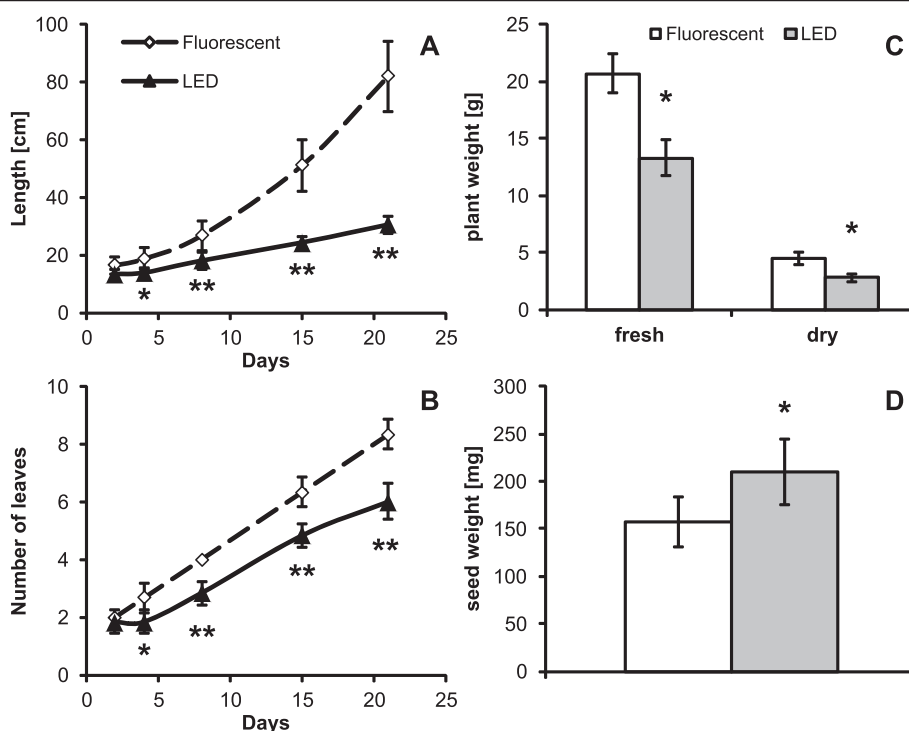 A
Fluorescent
LED
Length [cm]
100
80
60
40
20
0
*
**
**
**
0 5 10 15 20 25
Days
B
Number of leaves
10
8
6
4
2
0
*
**
**
**
0 5 10 15 20 25
Days
C
Fluorescent LED
plant weight [g]
25
20
15
10
5
0
*
*
fresh dry
D
seed weight [mg]
300
250
200
150
100
50
0
*